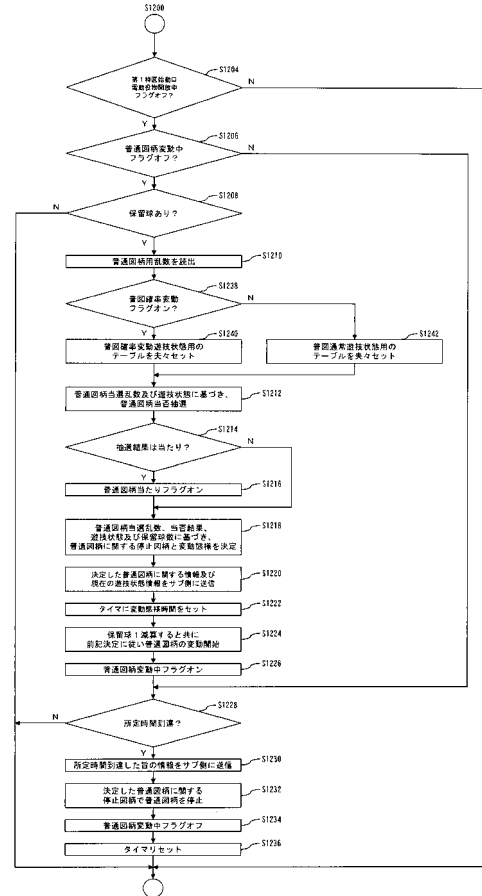 S1200
第1特図始動口
電動役物開放中
フラグオフ?
S1204
N
Y
普通図柄変動中
フラグオフ?
S1206
N
Y
保留球あり?
S1208
N
Y
普通図柄用乱数を読出
S1210
普図確率変動
フラグオン?
S1238
N
Y
普図確率変動遊技状態用の
テーブルを夫々セット
S1240
普図通常遊技状態用の
テーブルを夫々セット
S1242
普通図柄当選乱数及び遊技状態に基づき、
普通図柄当否抽選
S1212
抽選結果は当たり?
S1214
N
Y
普通図柄当たりフラグオン
S1216
普通図柄当選乱数、当否結果、
遊技状態及び保留球数に基づき、
普通図柄に関する停止図柄と変動態様を決定
S1218
決定した普通図柄に関する情報及び
現在の遊技状態情報をサブ側に送信
S1220
タイマに変動態様時間をセット
S1222
保留球1減算すると共に
前記決定に従い普通図柄の変動開始
S1224
普通図柄変動中フラグオン
S1226
所定時間到達?
S1228
N
Y
所定時間到達した旨の情報をサブ側に送信
S1230
決定した普通図柄に関する
停止図柄で普通図柄を停止
S1232
普通図柄変動中フラグオフ
S1234
タイマリセット
S1236